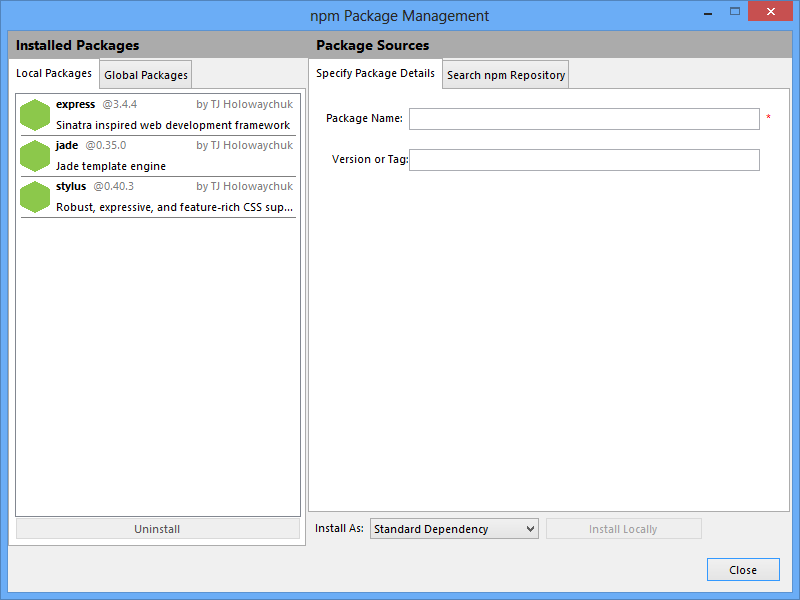 npm Package Management
Installed Packages
Local Packages Global Packages
express @3.4.4 by TJ Holowaychuk
Sinatra inspired web development framework
jade @0.35.0 by TJ Holowaychuk
Jade template engine
stylus @0.40.3 by TJ Holowaychuk
Robust, expressive, and feature-rich CSS sup...
Uninstall
Package Sources
Specify Package Details Search npm Repository
Package Name: *
Version or Tag:
Install As: Standard Dependency Install Locally
Close